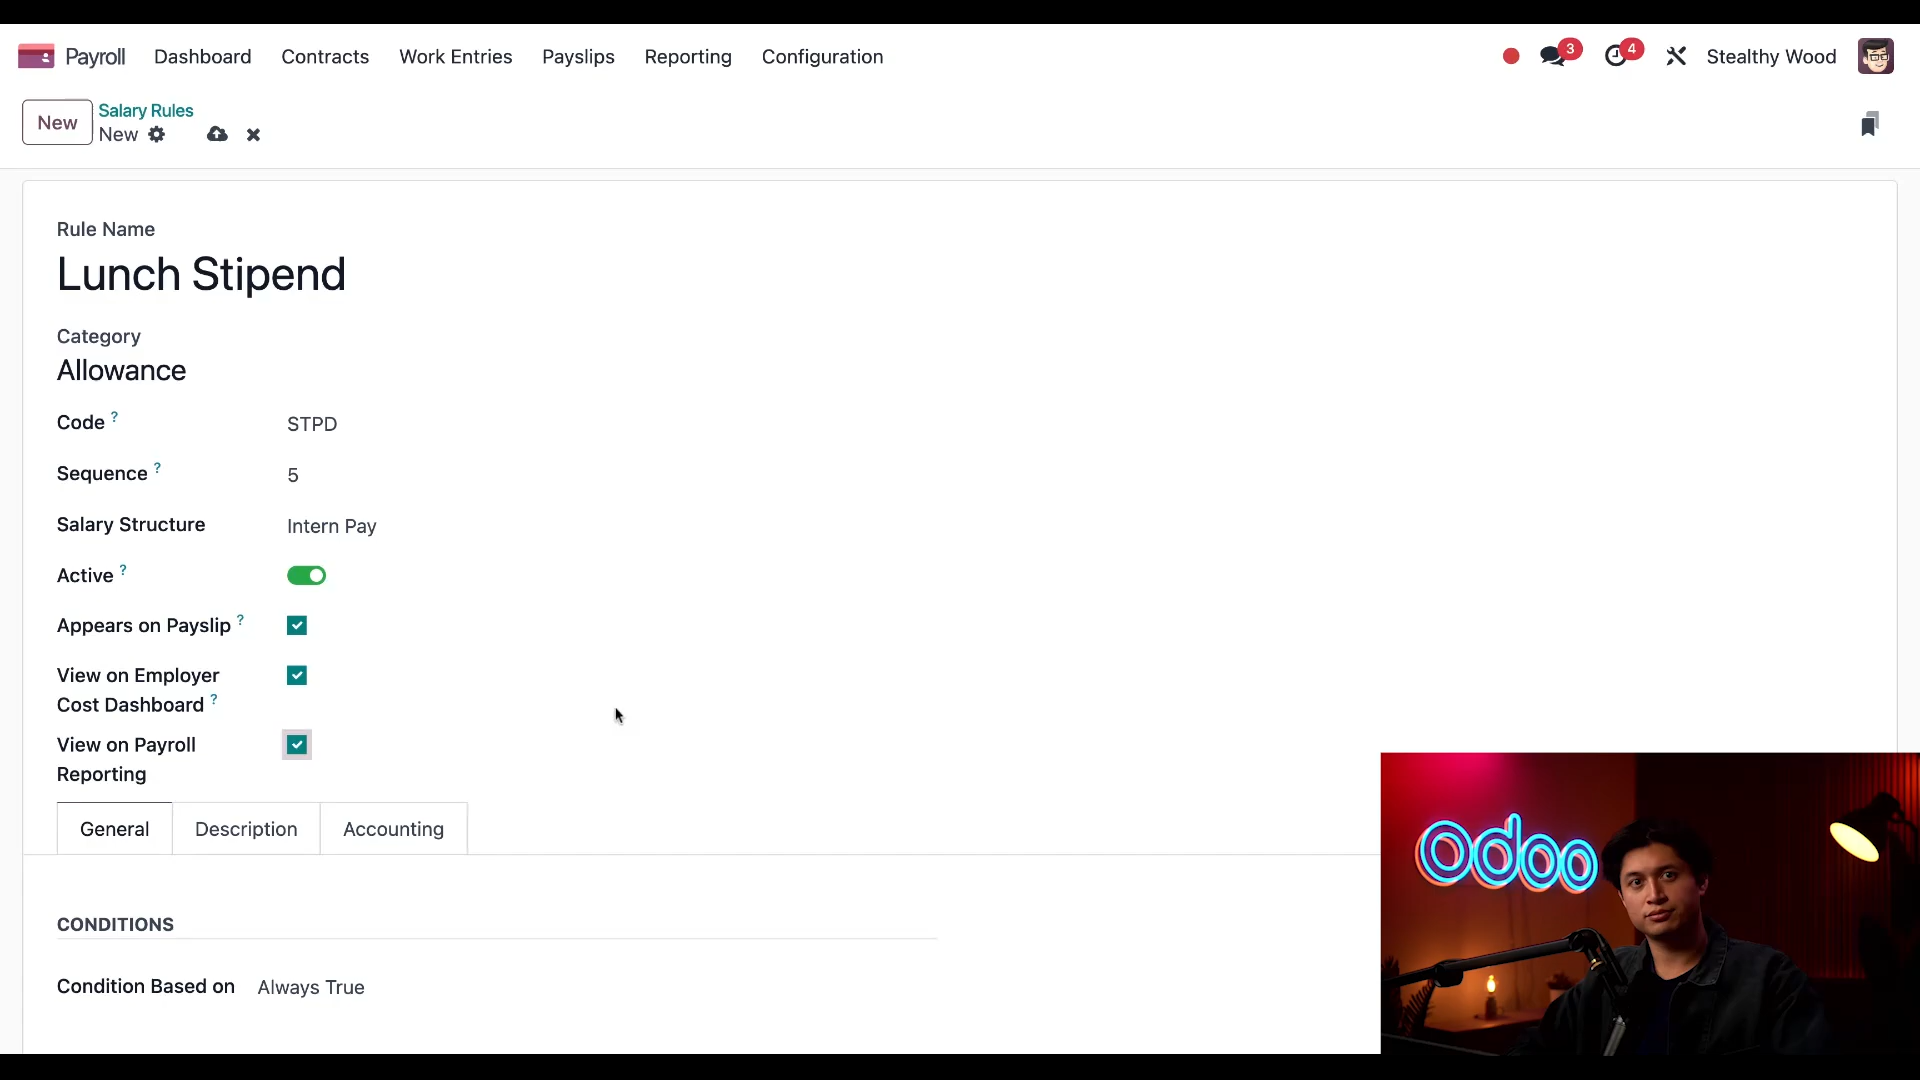 Payroll Dashboard Contracts Work Entries Payslips Reporting Configuration 3 4 Stealthy Wood
New Salary Rules
New
Rule Name
Lunch Stipend
Category
Allowance
Code ? STPD
Sequence ? 5
Salary Structure Intern Pay
Active ?
Appears on Payslip ?
View on Employer
Cost Dashboard ?
View on Payroll
Reporting
General Description Accounting
CONDITIONS
Condition Based on Always True
odoo